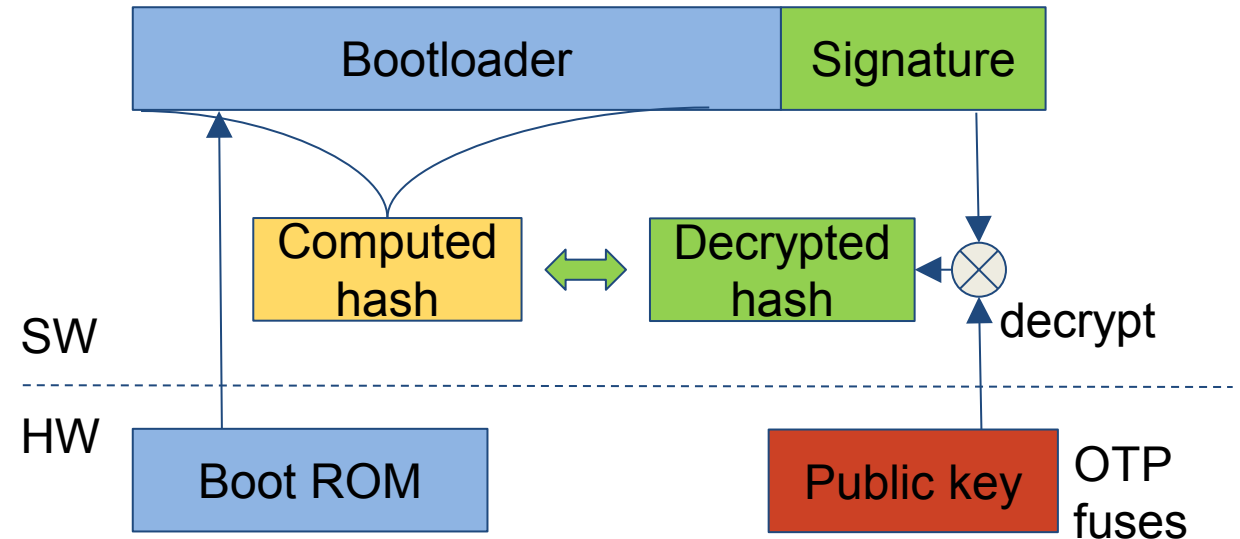 Bootloader
Signature
Computed
hash
Decrypted
hash
decrypt
SW
HW
Boot ROM
Public key
OTP
fuses